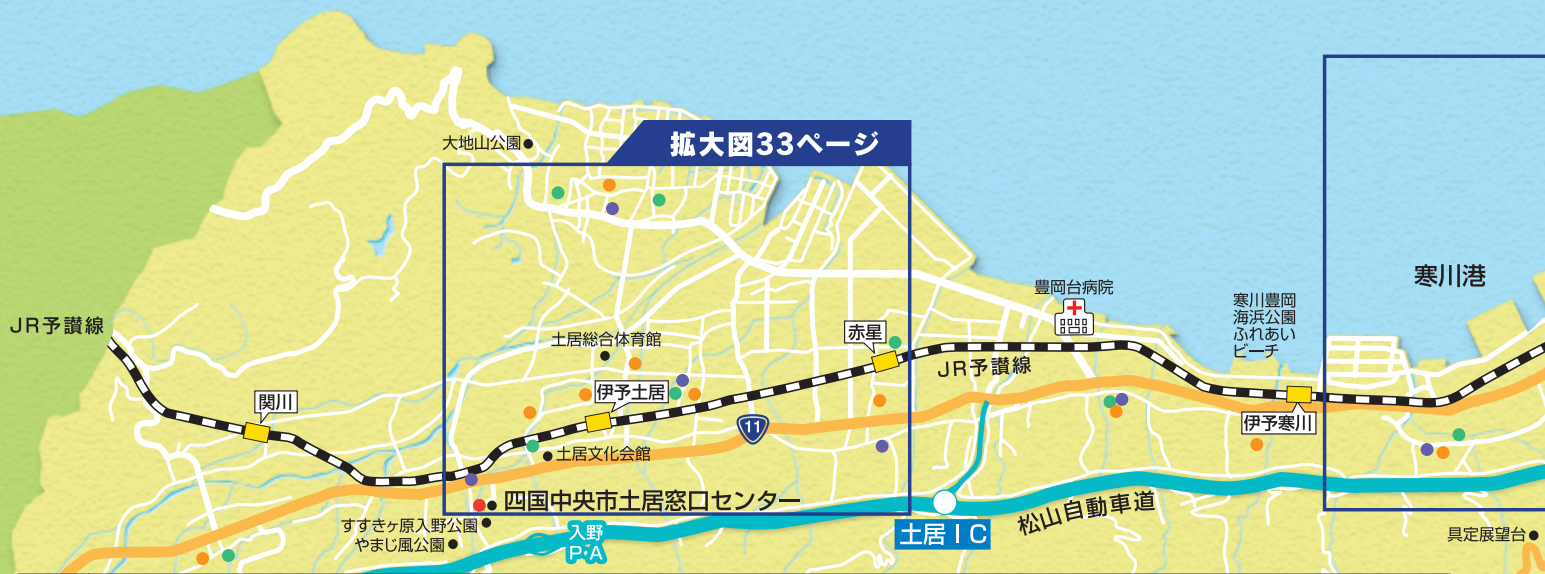 大地山公園
拡大図33ページ
寒川港
豊岡台病院
寒川豊岡
海浜公園
ふれあい
ビーチ
JR予讃線
土居総合体育館
赤星
JR予讃線
関川
伊予土居
11
伊予寒川
土居文化会館
四国中央市土居窓口センター
すすきヶ原入野公園
やまじ風公園
入野
P・A
土居IC
松山自動車道
具定展望台